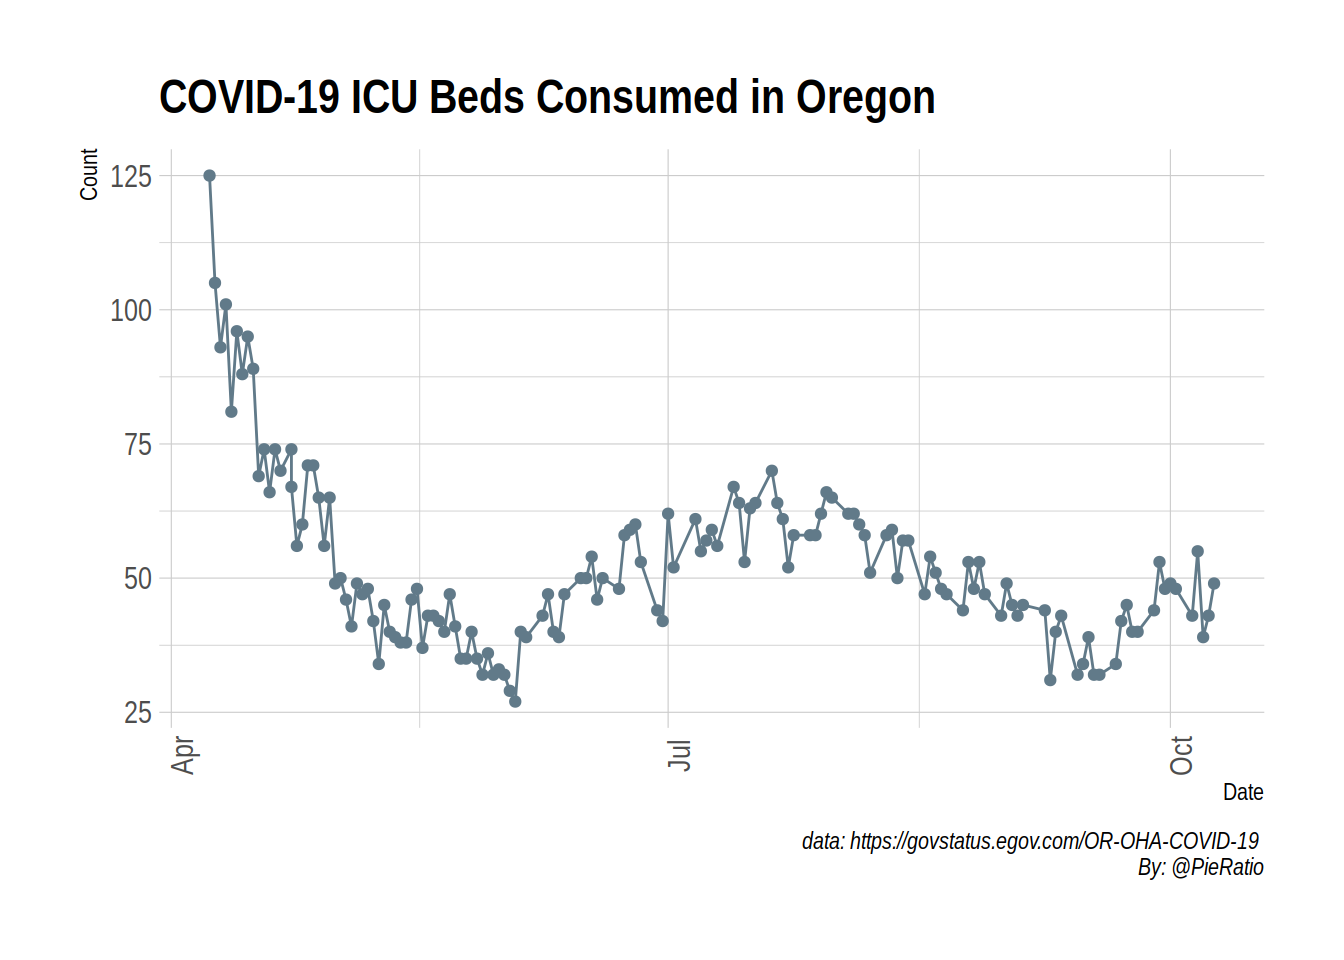 COVID-19 ICU Beds Consumed in Oregon
Count
125
100
75
50
25
Apr
Jul
Oct
Date
data: https://govstatus.egov.com/OR-OHA-COVID-19
By: @PieRatio